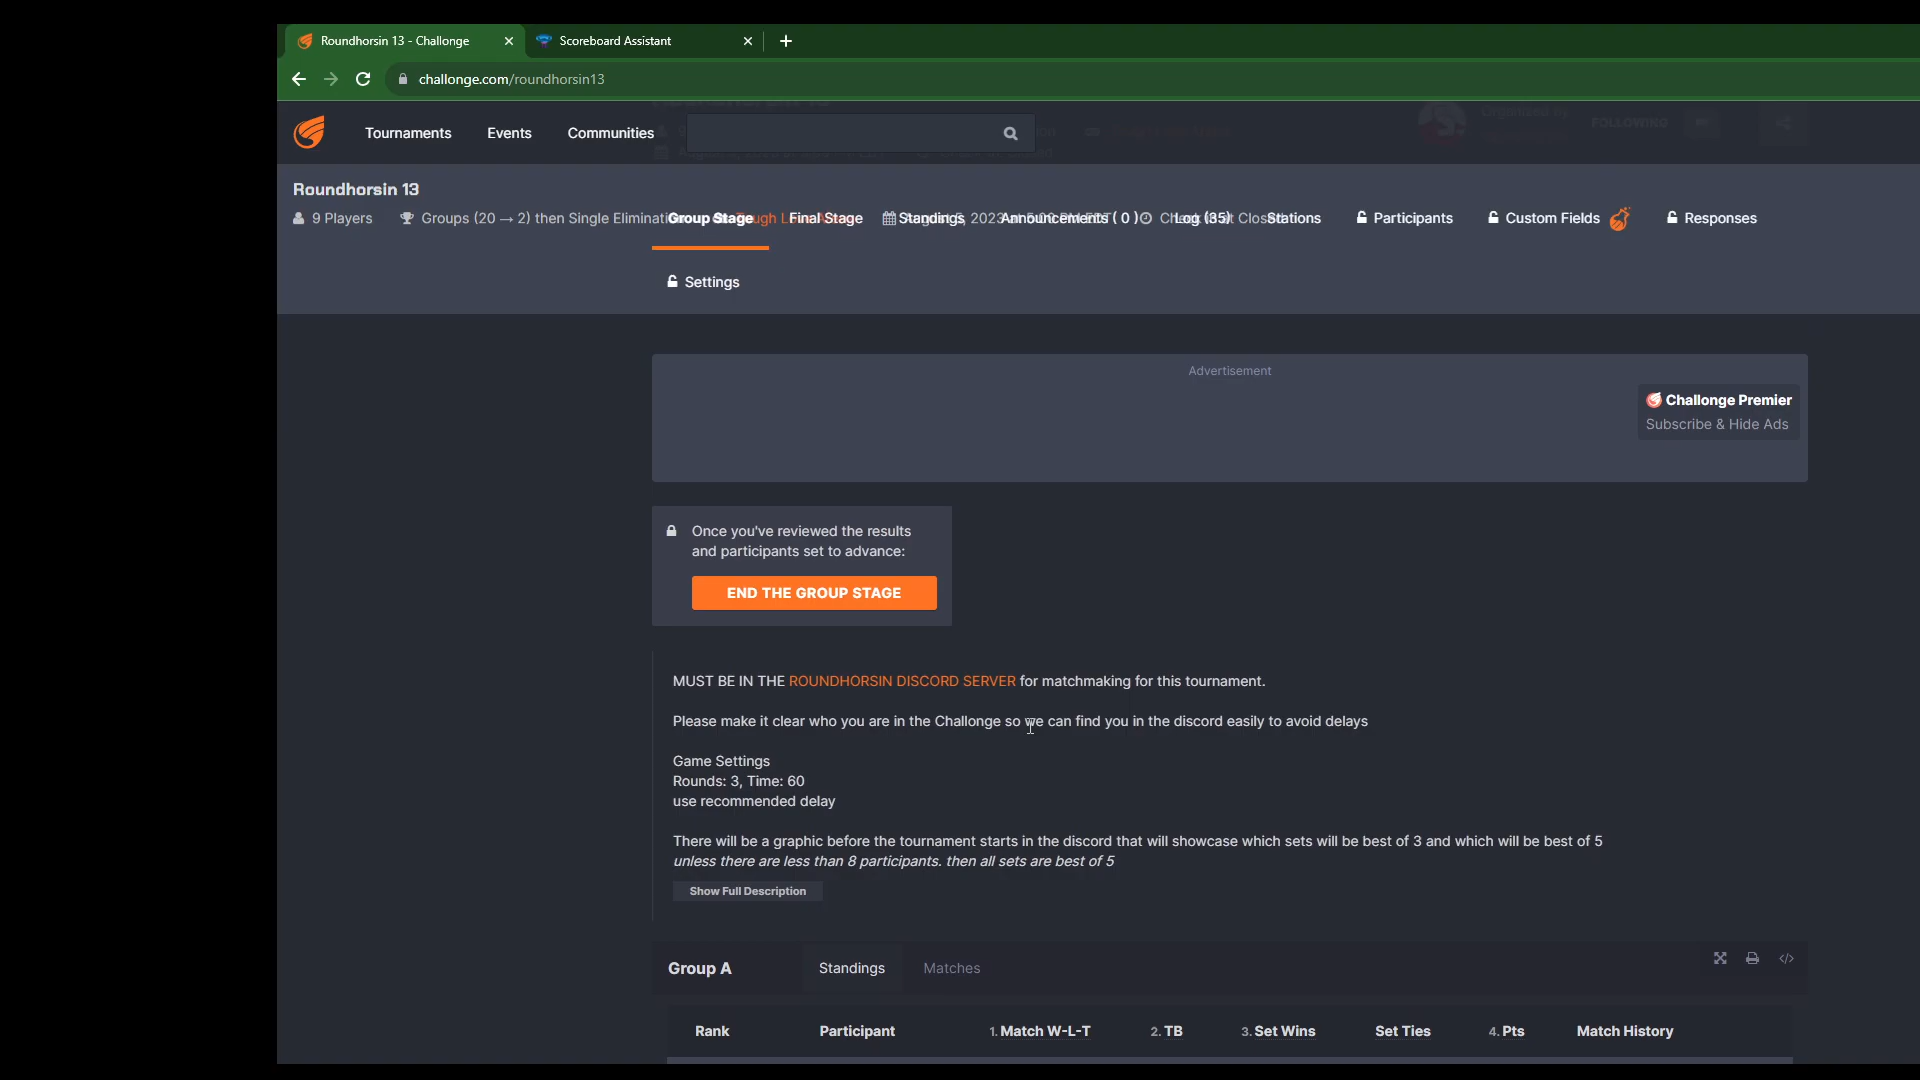 Roundhorsin 13 - Challonge
Scoreboard Assistant
challonge.com/roundhorsin13
Tournaments
Events
Communities
FOLLOWING
Roundhorsin 13
9 Players
Groups (20 → 2) then Single Elimination
Group Stage
Final Stage
Standings
Announcements ( 0 )
Log (35)
Stations
Participants
Custom Fields
Responses
Settings
Advertisement
Challonge Premier
Subscribe & Hide Ads
Once you've reviewed the results
and participants set to advance:
END THE GROUP STAGE
MUST BE IN THE ROUNDHORSIN DISCORD SERVER for matchmaking for this tournament.
Please make it clear who you are in the Challonge so we can find you in the discord easily to avoid delays
Game Settings
Rounds: 3, Time: 60
use recommended delay
There will be a graphic before the tournament starts in the discord that will showcase which sets will be best of 3 and which will be best of 5
unless there are less than 8 participants. then all sets are best of 5
Show Full Description
Group A
Standings
Matches
Rank
Participant
1. Match W-L-T
2. TB
3. Set Wins
Set Ties
4. Pts
Match History